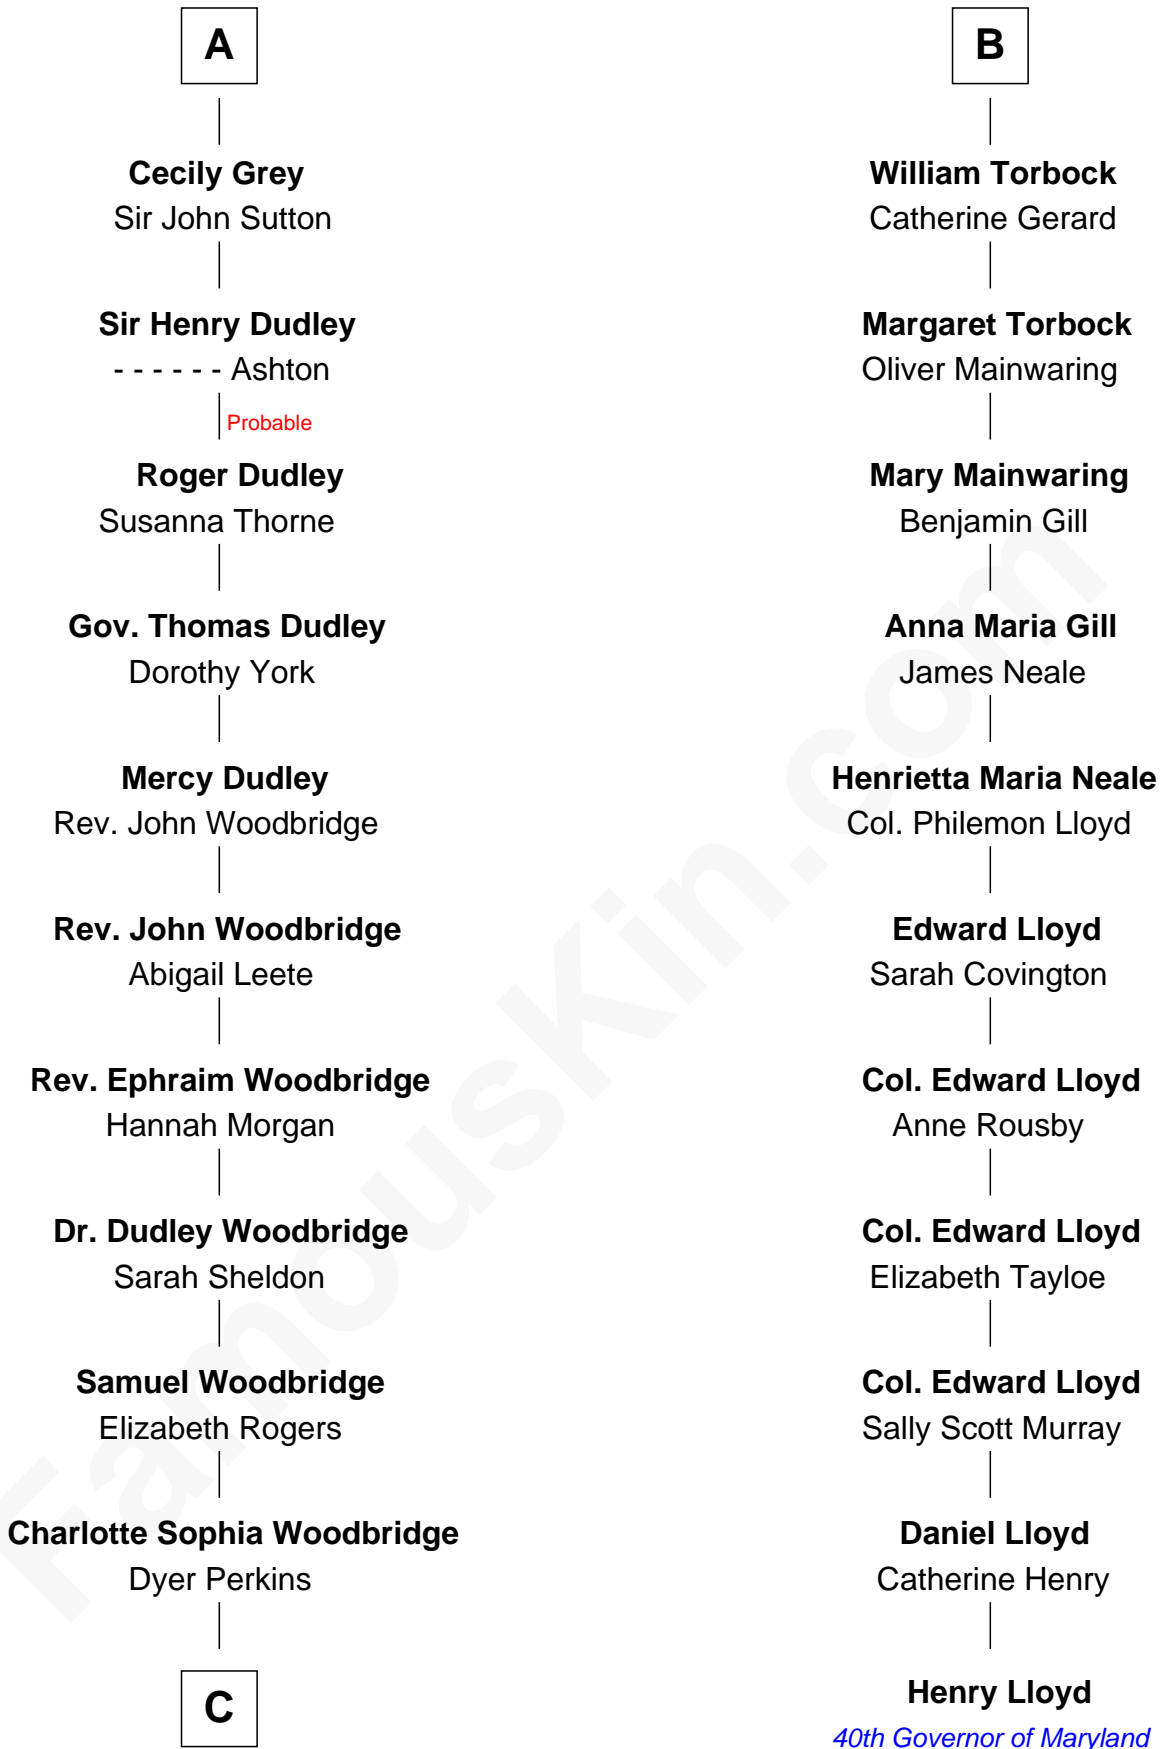 A
Cecily Grey
Sir John Sutton
Sir Henry Dudley
- - - - - - Ashton
Probable
Roger Dudley
Susanna Thorne
Gov. Thomas Dudley
Dorothy York
Mercy Dudley
Rev. John Woodbridge
Rev. John Woodbridge
Abigail Leete
Rev. Ephraim Woodbridge
Hannah Morgan
Dr. Dudley Woodbridge
Sarah Sheldon
Samuel Woodbridge
Elizabeth Rogers
Charlotte Sophia Woodbridge
Dyer Perkins
C
B
William Torbock
Catherine Gerard
Margaret Torbock
Oliver Mainwaring
Mary Mainwaring
Benjamin Gill
Anna Maria Gill
James Neale
Henrietta Maria Neale
Col. Philemon Lloyd
Edward Lloyd
Sarah Covington
Col. Edward Lloyd
Anne Rousby
Col. Edward Lloyd
Elizabeth Tayloe
Col. Edward Lloyd
Sally Scott Murray
Daniel Lloyd
Catherine Henry
Henry Lloyd
40th Governor of Maryland
FamousKin.com